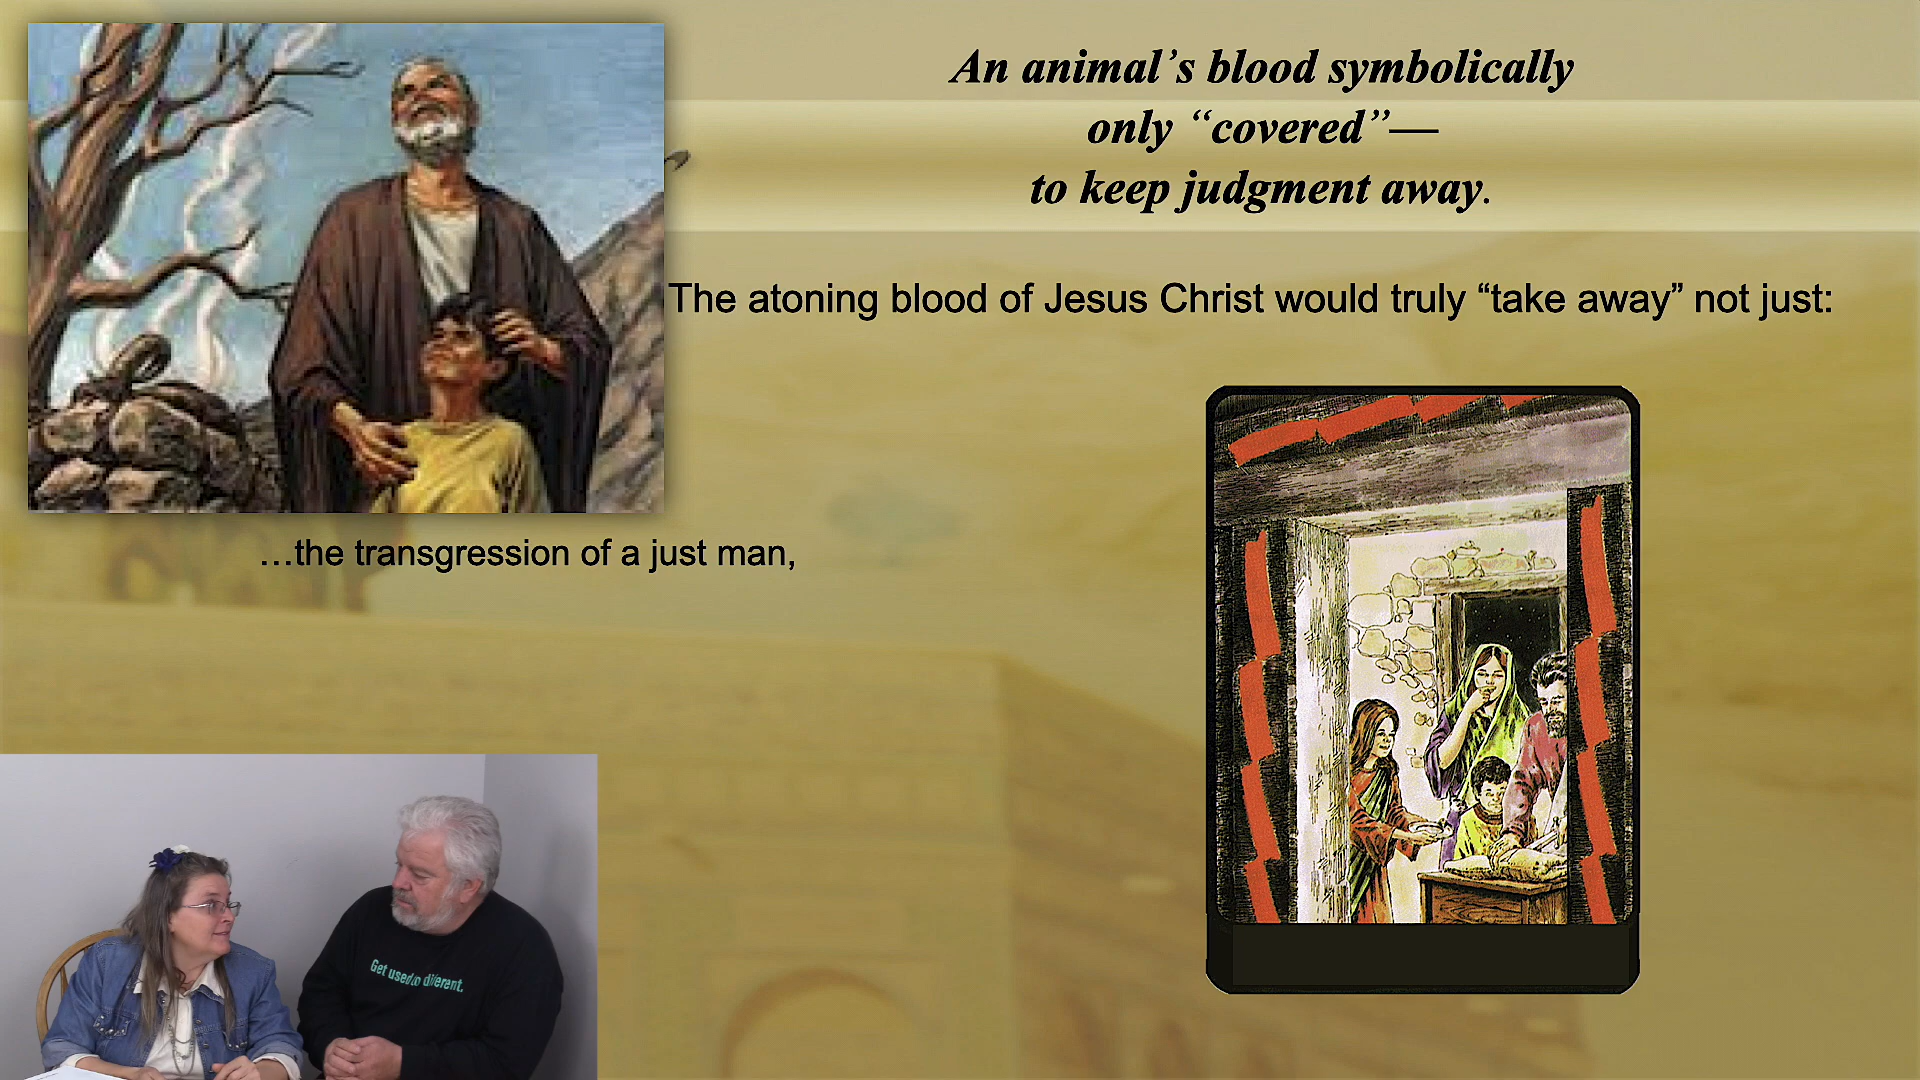 An animal’s blood symbolically
only “covered”—
to keep judgment away.
The atoning blood of Jesus Christ would truly “take away” not just:
…the transgression of a just man,
Get used to different.